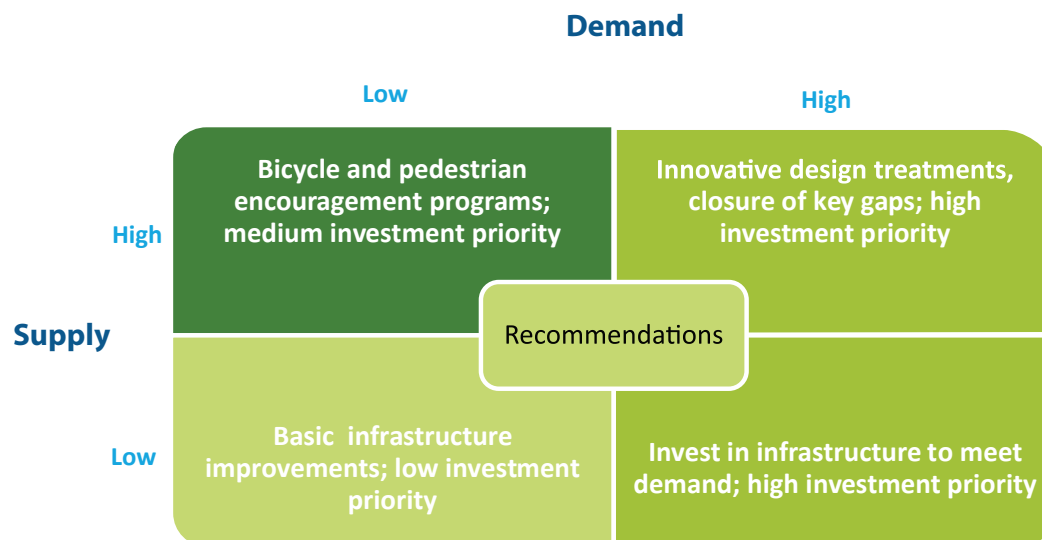 Demand
Low
High
High
Bicycle and pedestrian
encouragement programs;
medium investment priority
Innovative design treatments,
closure of key gaps; high
investment priority
Supply
Recommendations
Low
Basic infrastructure
improvements; low investment
priority
Invest in infrastructure to meet
demand; high investment priority